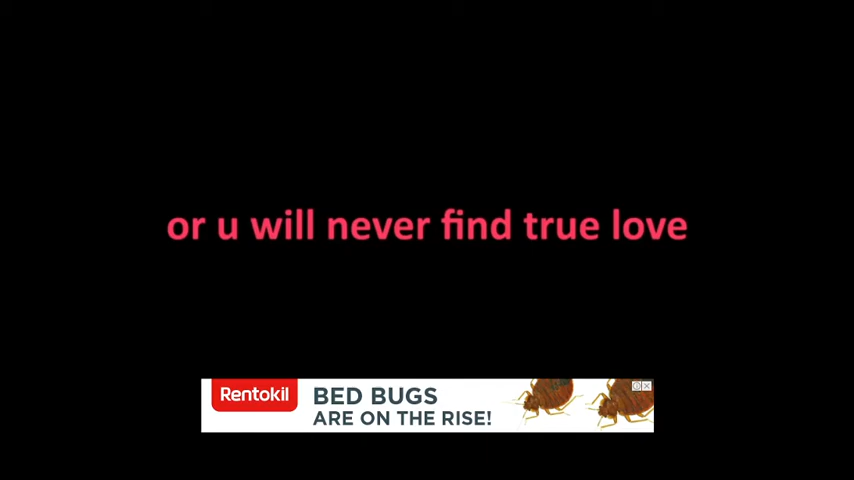 or u will never find true love
Rentokil
BED BUGS
ARE ON THE RISE!